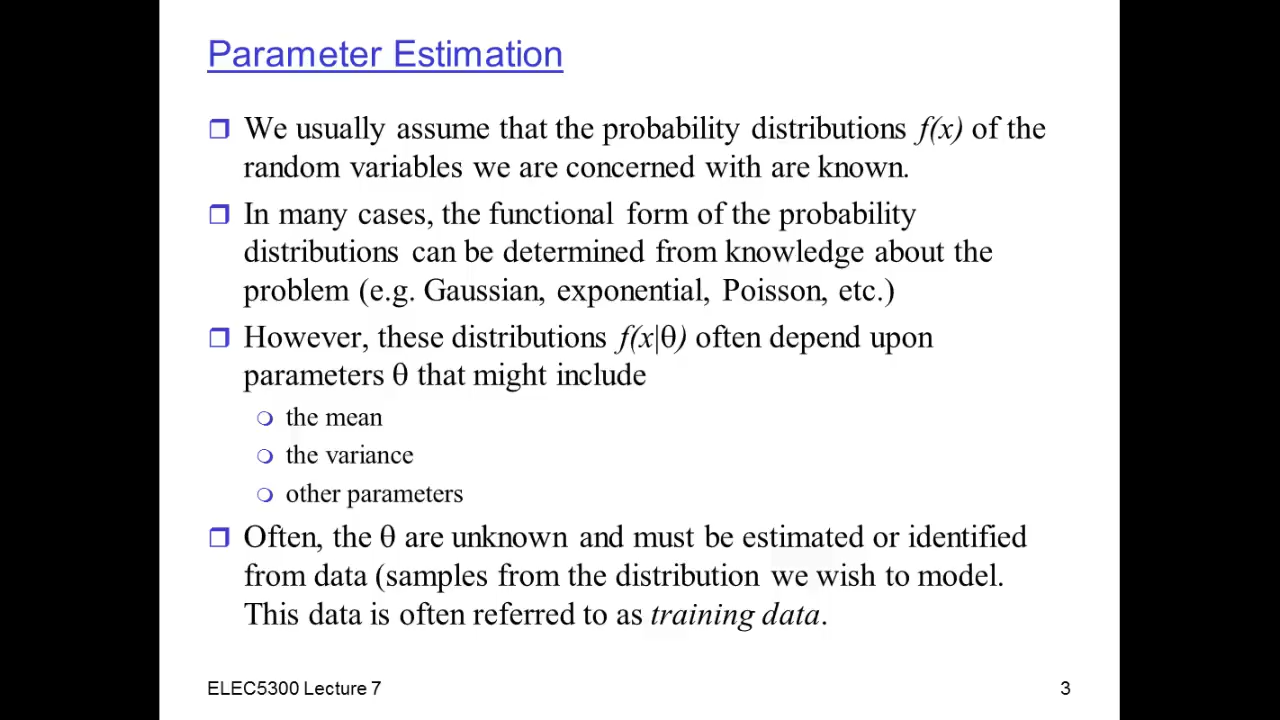 Parameter Estimation
We usually assume that the probability distributions f(x) of the
random variables we are concerned with are known.
In many cases, the functional form of the probability
distributions can be determined from knowledge about the
problem (e.g. Gaussian, exponential, Poisson, etc.)
However, these distributions f(x|θ) often depend upon
parameters θ that might include
the mean
the variance
other parameters
Often, the θ are unknown and must be estimated or identified
from data (samples from the distribution we wish to model.
This data is often referred to as training data.
ELEC5300 Lecture 7
3